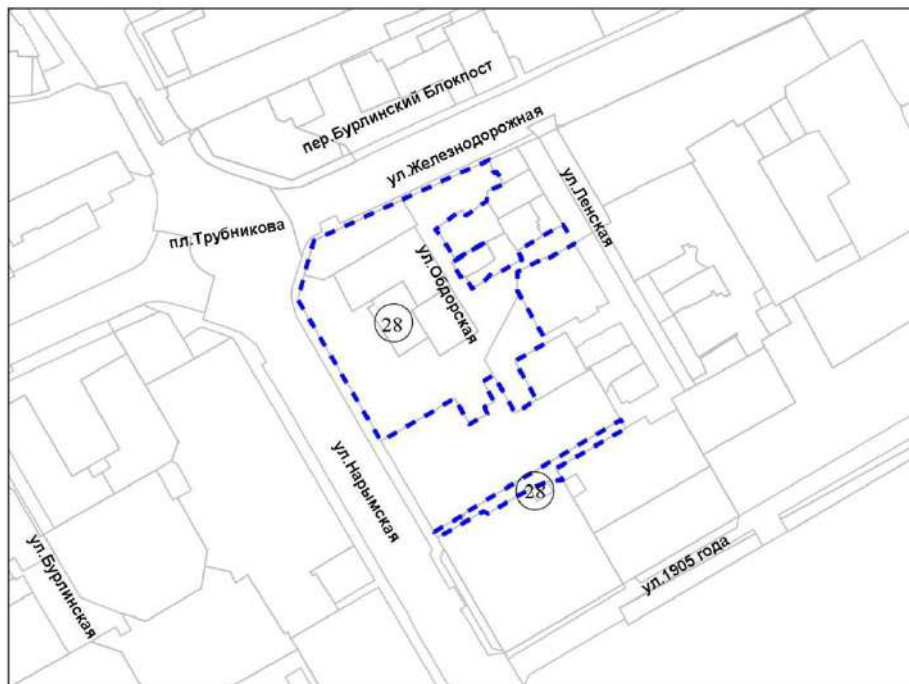 пер.Бурлинский Блокпост
ул.Железнодорожная
ул.Ленская
пл.Трубникова
ул.Обдорская
28
ул.Нарымская
28
ул.1905 года
ул.Бурлинская